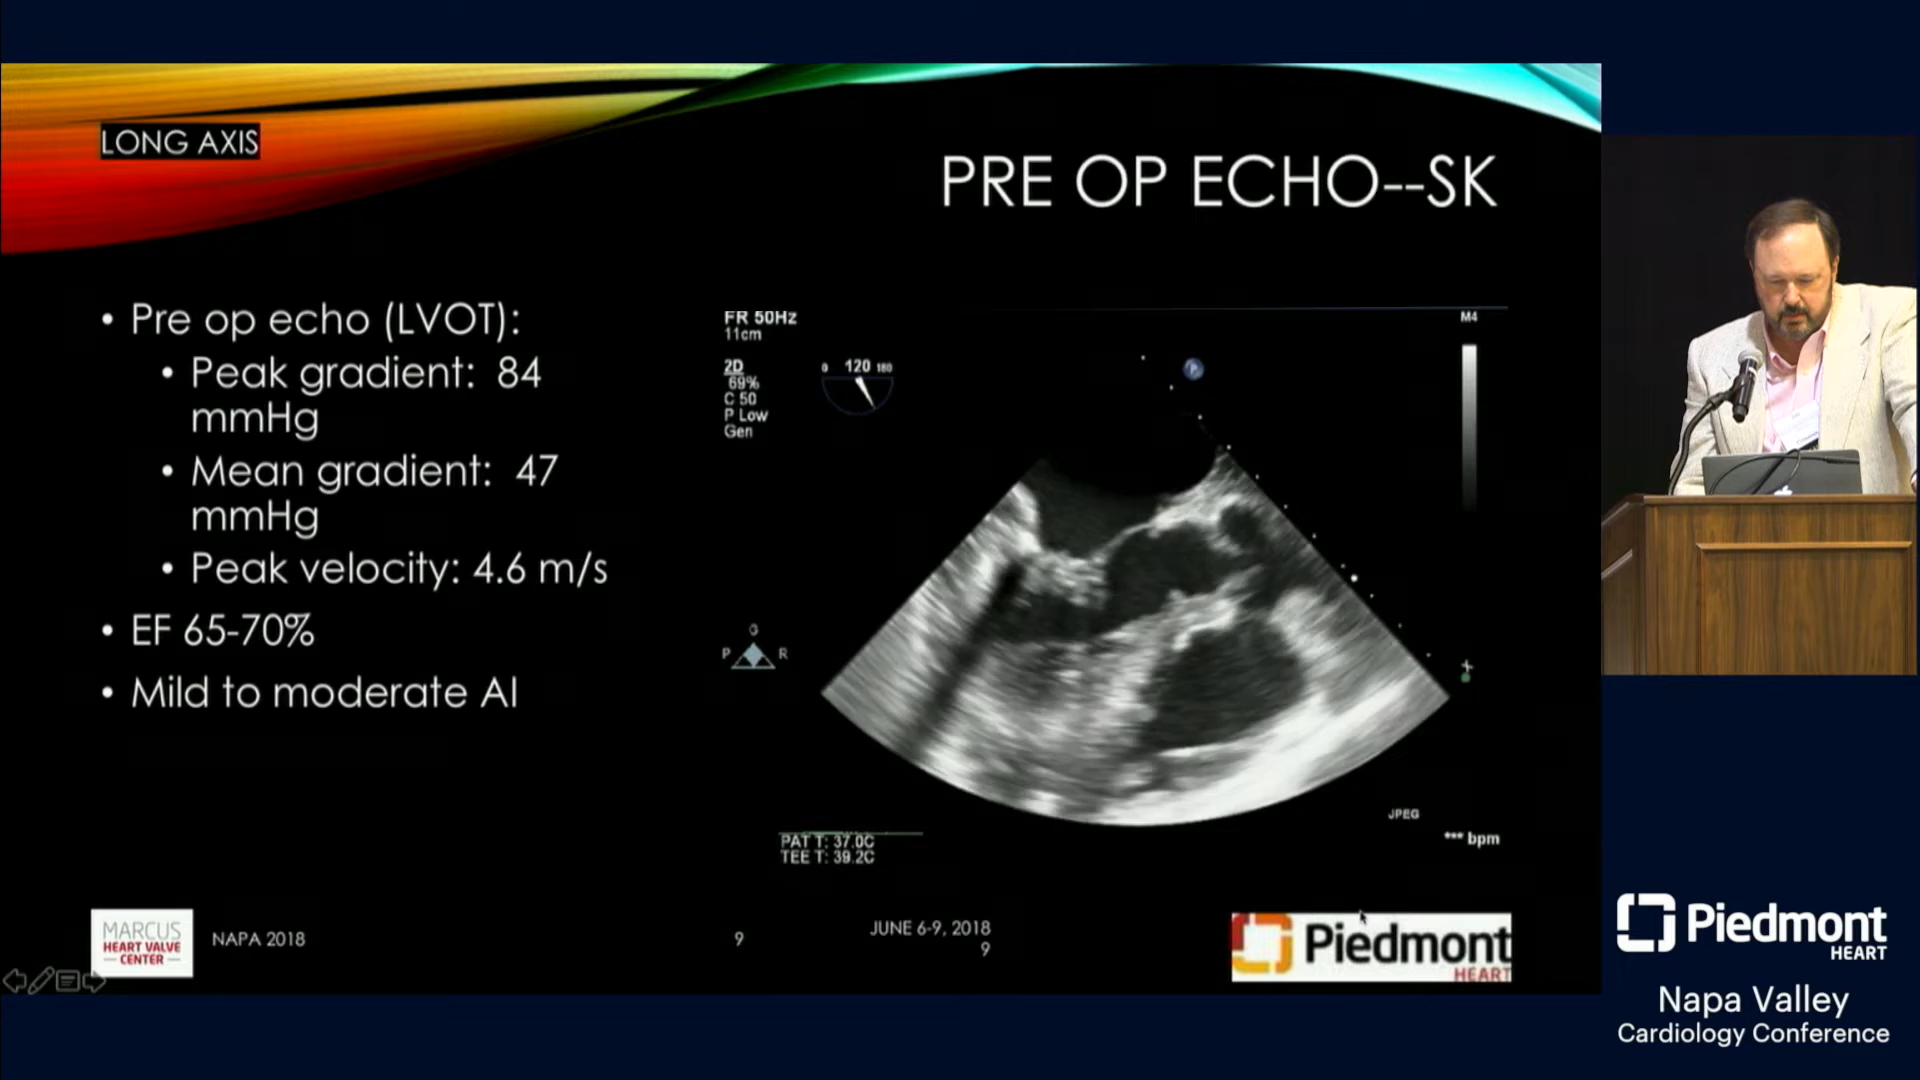 LONG AXIS
PRE OP ECHO--SK
• Pre op echo (LVOT):
• Peak gradient: 84
mmHg
• Mean gradient: 47
mmHg
• Peak velocity: 4.6 m/s
• EF 65-70%
• Mild to moderate AI
FR 50Hz
11cm
2D
69%
C 50
P Low
Gen
0 120 180
P
M4
G
P R
JPEG
*** bpm
PAT T: 37.0C
TEE T: 39.2C
MARCUS
HEART VALVE
CENTER
NAPA 2018
9
JUNE 6-9, 2018
9
Piedmont
HEART
Piedmont
HEART
Napa Valley
Cardiology Conference